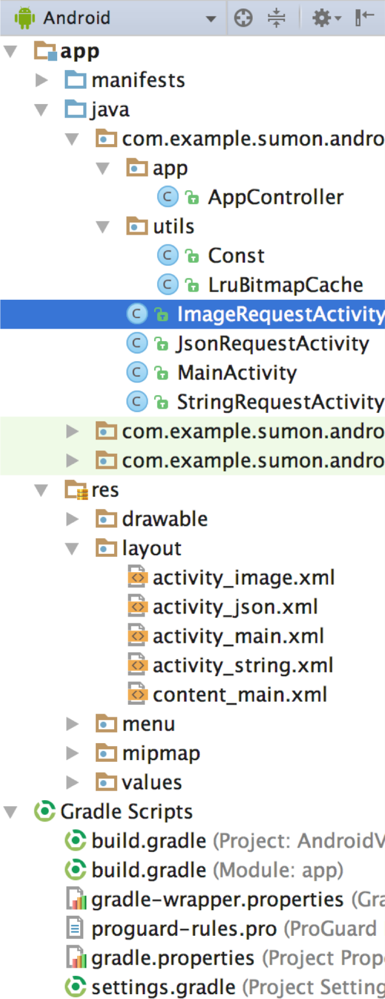 Android
app
manifests
java
com.example.sumon.andro
app
C AppController
utils
C Const
C LruBitmapCache
C ImageRequestActivity
C JsonRequestActivity
C MainActivity
C StringRequestActivity
com.example.sumon.andro
com.example.sumon.andro
res
drawable
layout
activity_image.xml
activity_json.xml
activity_main.xml
activity_string.xml
content_main.xml
menu
mipmap
values
Gradle Scripts
build.gradle (Project: AndroidV
build.gradle (Module: app)
gradle-wrapper.properties (Gra
proguard-rules.pro (ProGuard
gradle.properties (Project Prop
settings.gradle (Project Setting